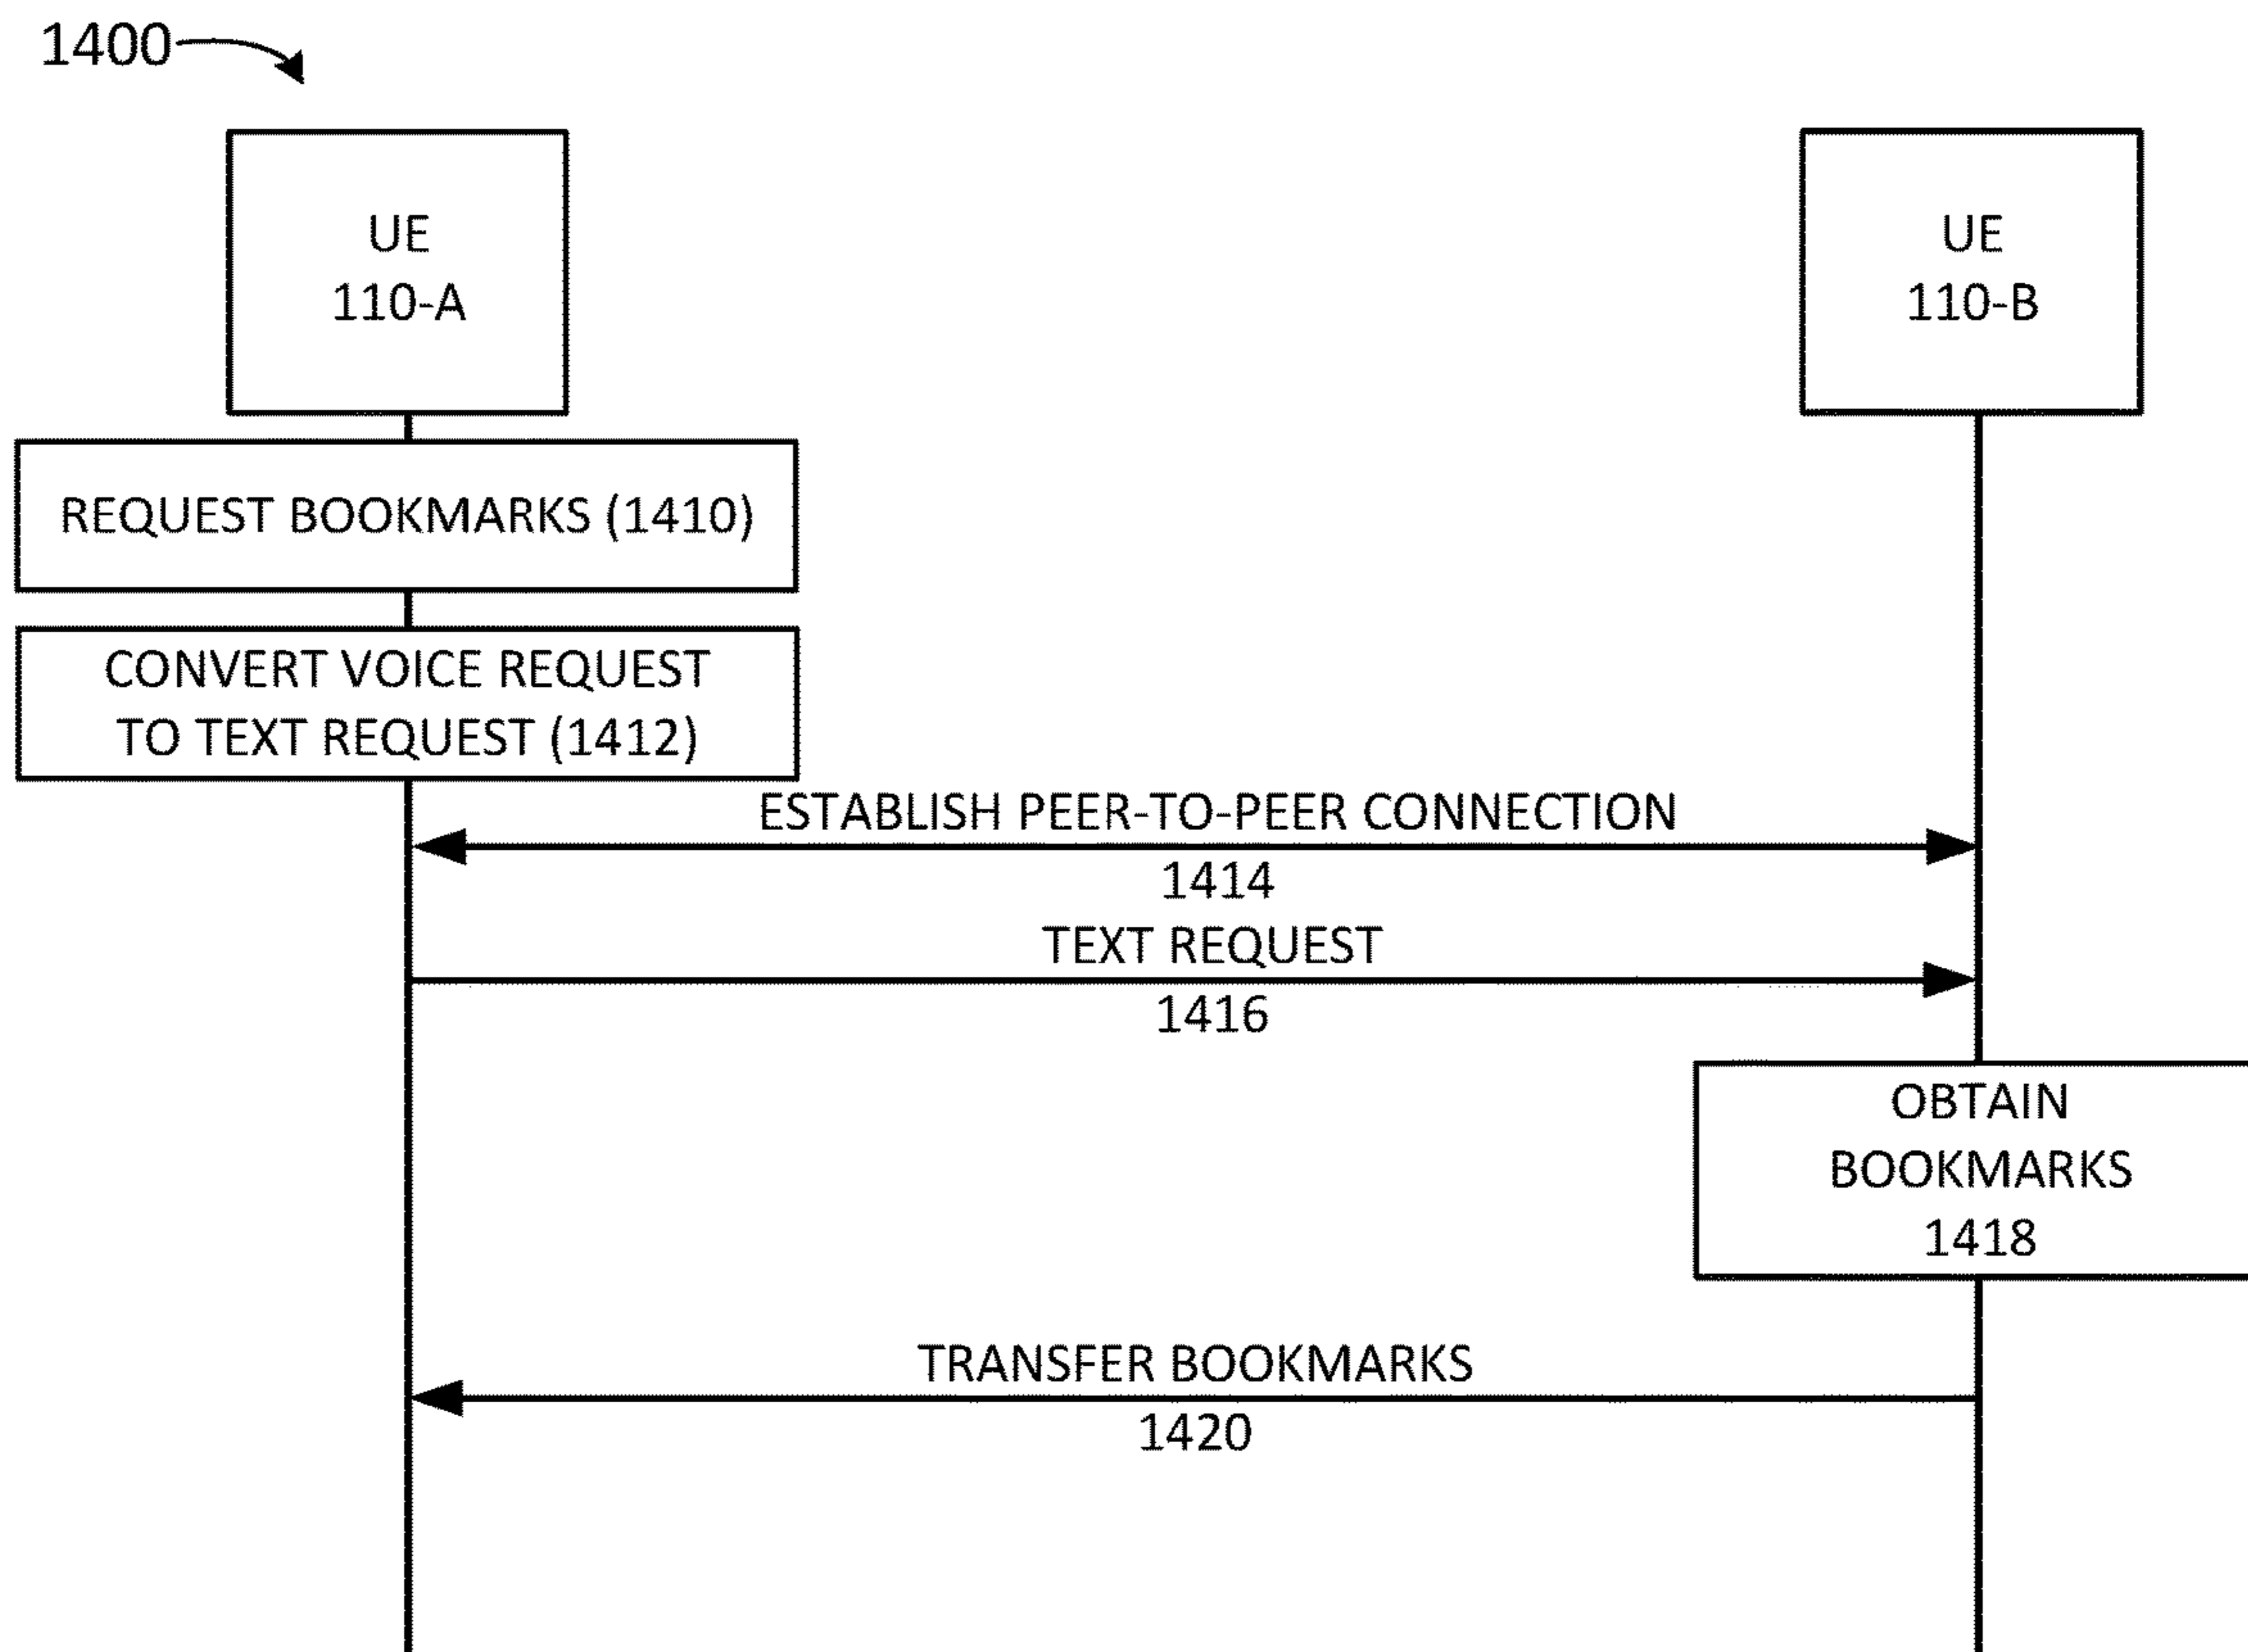 1400
UE
110-A
UE
110-B
REQUEST BOOKMARKS (1410)
CONVERT VOICE REQUEST
TO TEXT REQUEST (1412)
ESTABLISH PEER-TO-PEER CONNECTION
1414
TEXT REQUEST
1416
OBTAIN
BOOKMARKS
1418
TRANSFER BOOKMARKS
1420